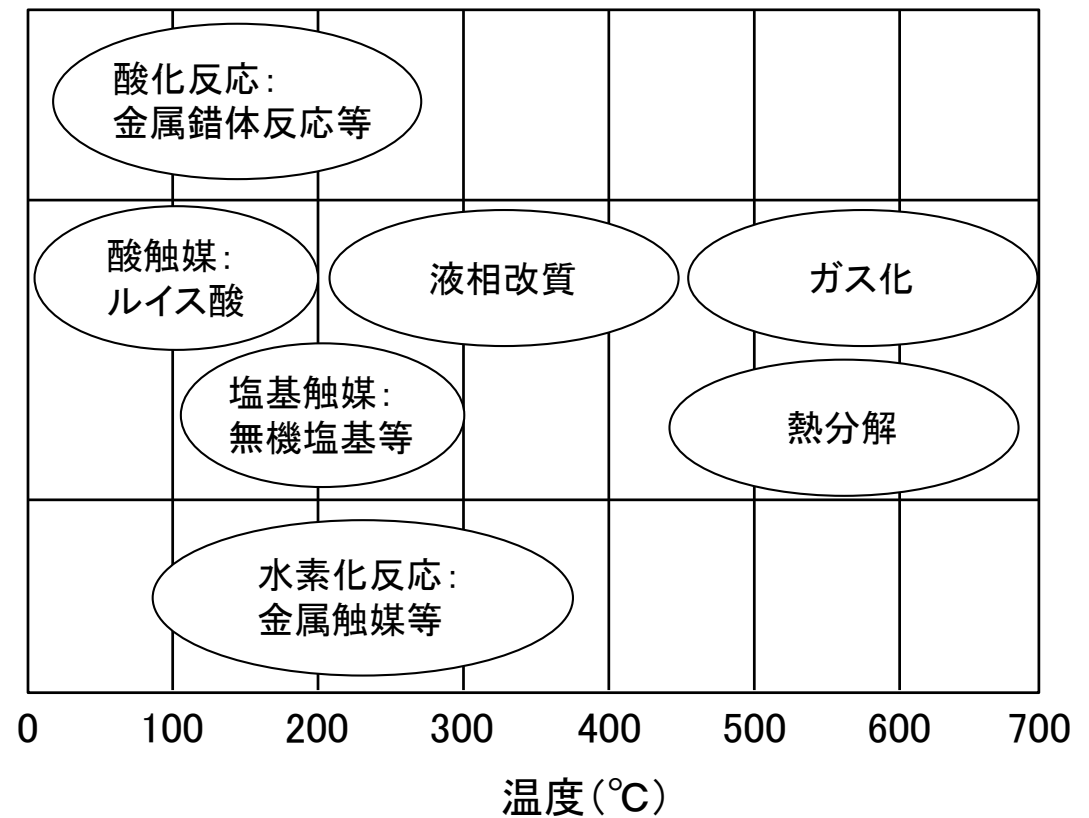 酸化反応：
金属錯体反応等
酸触媒：
ルイス酸
液相改質
ガス化
塩基触媒：
無機塩基等
熱分解
水素化反応：
金属触媒等
0 100 200 300 400 500 600 700
温度(℃)